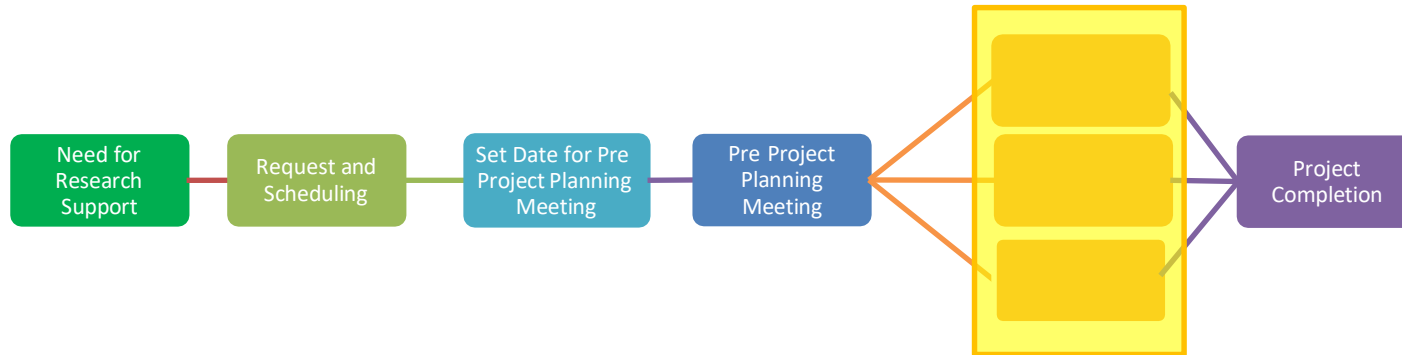 Need for
Research
Support
Request and
Scheduling
Set Date for Pre
Project Planning
Meeting
Pre Project
Planning
Meeting
Project
Completion